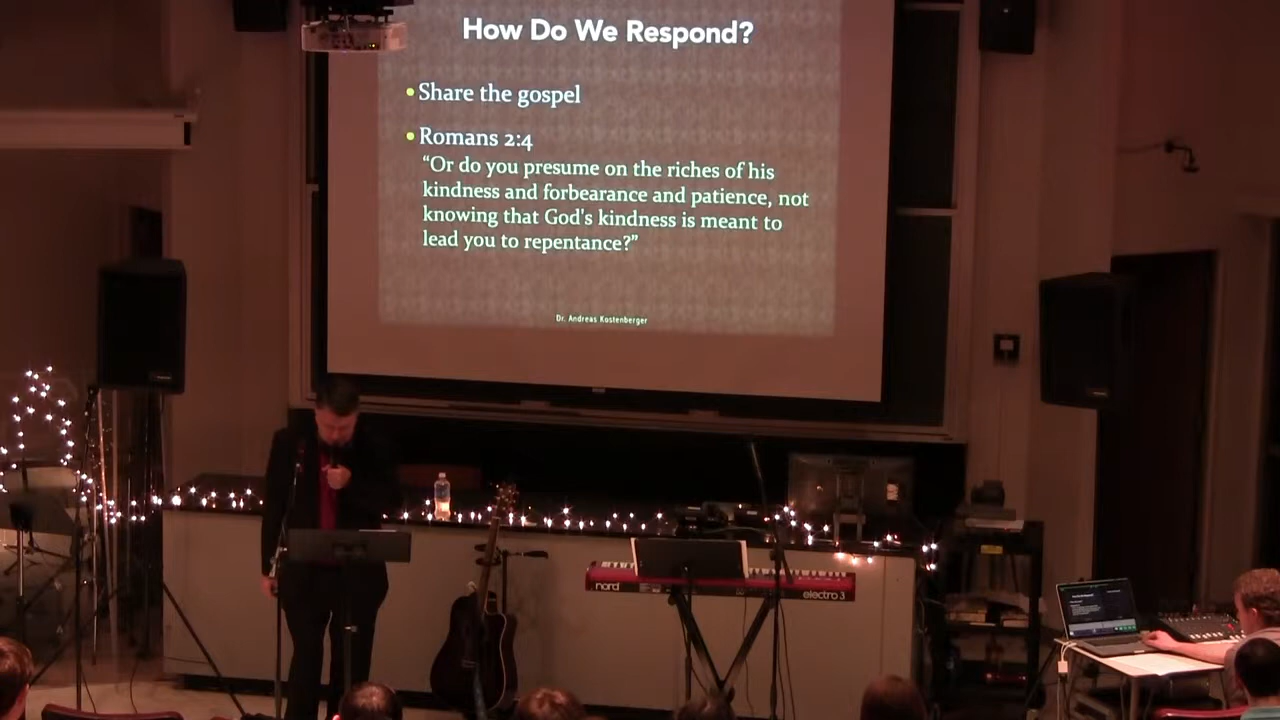 How Do We Respond?
• Share the gospel
• Romans 2:4
“Or do you presume on the riches of his
kindness and forbearance and patience, not
knowing that God's kindness is meant to
lead you to repentance?”
Dr. Andreas Kostenberger
nord
electro 3